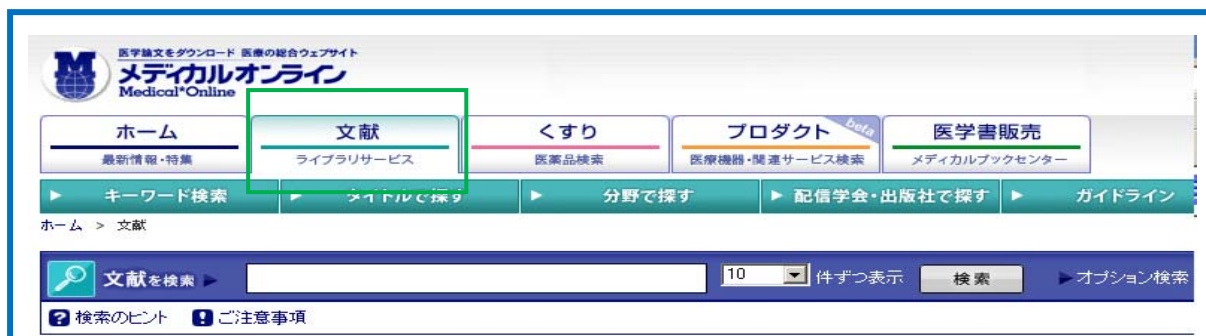 医学論文をダウンロード 医療の総合ウェブサイト
メディカルオンライン
Medical*Online
ホーム 文献 くすり プロダクト beta 医学書販売
最新情報・特集 ライブラリサービス 医薬品検索 医療機器・関連サービス検索 メディカルブックセンター
キーワード検索 タイトルで探す 分野で探す 配信学会・出版社で探す ガイドライン
ホーム > 文献
文献を検索 10 件ずつ表示 検索 オプション検索
検索のヒント ご注意事項